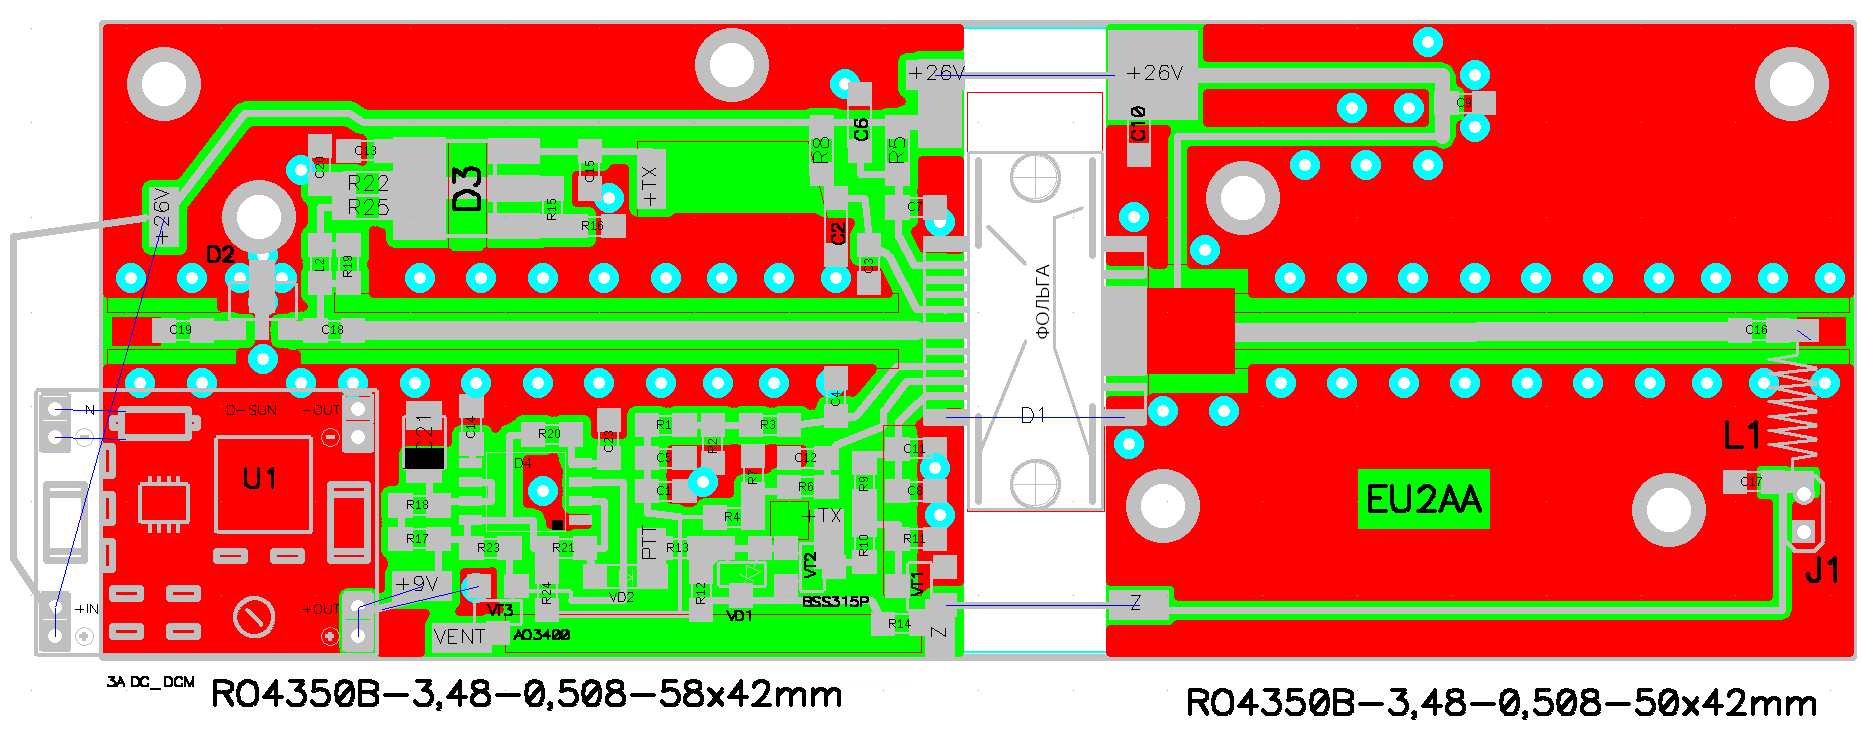 +26V
+26V
C9
C10
C6
R8
R5
C13
C20
R22
R25
D3
C15
+TX
R15
R16
+26V
C7
C2
C3
D2
L2
R19
ФОЛЬГА
C19
C18
C16
IN
D-SUN
-OUT
C21
C14
R20
C23
R1
R2
R3
C4
D1
L1
U1
D4
C5
C12
C11
R7
C1
R6
R9
C8
C17
EU2AA
R18
R4
+TX
R17
R23
R21
PTT
R13
VT2
R10
R11
J1
+9V
R24
VD2
R12
VT1
+IN
+OUT
VT3
VD1
BSS315P
Z
VENT
AO3400
R14
Z
3A DC_DCM
RO4350B-3,48-0,508-58x42mm
RO4350B-3,48-0,508-50x42mm